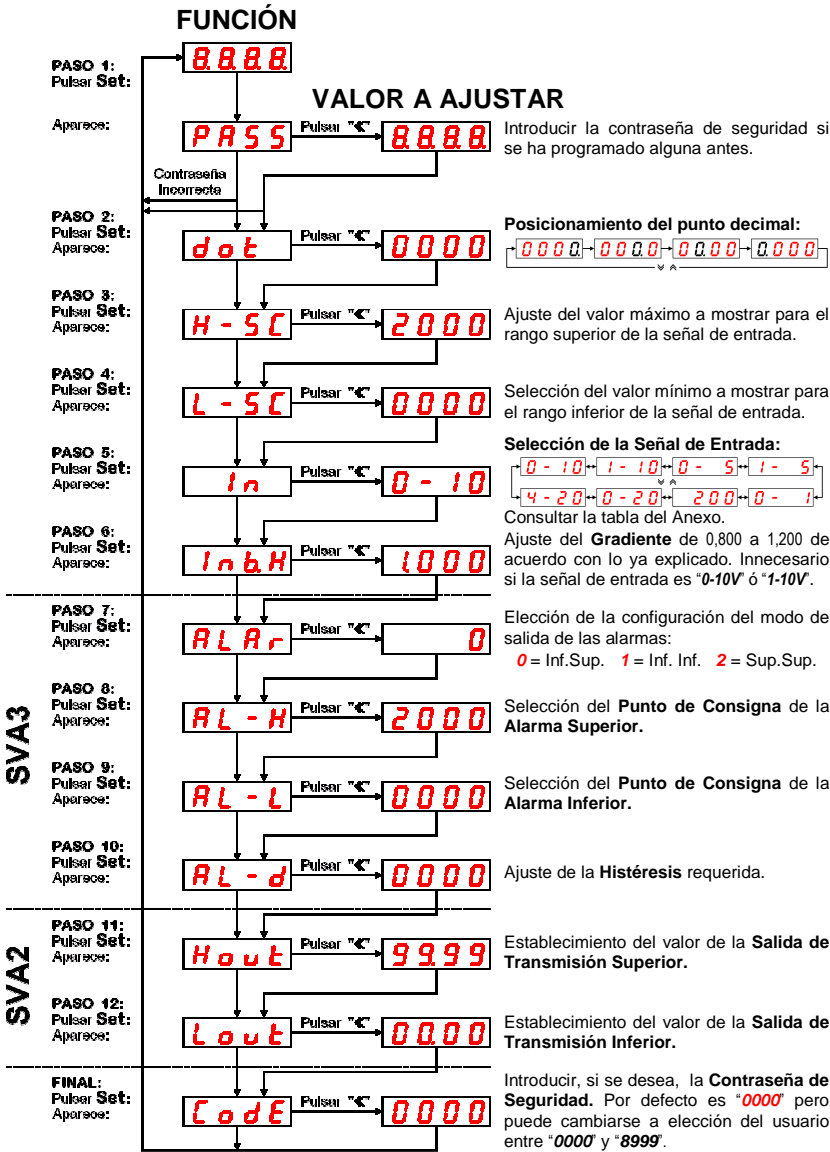 FUNCIÓN
8.8.8.8.
PASO 1:
Pulsar Set:
VALOR A AJUSTAR
Aparece:
PASS
Pulsar "≪"
8.8.8.8.
Introducir la contraseña de seguridad si
se ha programado alguna antes.
Contraseña
Incorrecta
PASO 2:
Pulsar Set:
Aparece:
dot
Pulsar "≪"
0000
Posicionamiento del punto decimal:
0000. 000.0 00.00 0.000
PASO 3:
Pulsar Set:
Aparece:
H-SC
Pulsar "≪"
2000
Ajuste del valor máximo a mostrar para el
rango superior de la señal de entrada.
PASO 4:
Pulsar Set:
Aparece:
L-SC
Pulsar "≪"
0000
Selección del valor mínimo a mostrar para
el rango inferior de la señal de entrada.
PASO 5:
Pulsar Set:
Aparece:
In
Pulsar "≪"
0-10
Selección de la Señal de Entrada:
0-10 1-10 0-5 1-5
4-20 0-20 200 0-1
Consultar la tabla del Anexo.
PASO 6:
Pulsar Set:
Aparece:
Inb.H
Pulsar "≪"
1.000
Ajuste del Gradiente de 0,800 a 1,200 de
acuerdo con lo ya explicado. Innecesario
si la señal de entrada es "0-10V" ó "1-10V".
SVA3
PASO 7:
Pulsar Set:
Aparece:
ALAr
Pulsar "≪"
0
Elección de la configuración del modo de
salida de las alarmas:
0 = Inf.Sup. 1 = Inf. Inf. 2 = Sup.Sup.
PASO 8:
Pulsar Set:
Aparece:
AL-H
Pulsar "≪"
2000
Selección del Punto de Consigna de la
Alarma Superior.
PASO 9:
Pulsar Set:
Aparece:
AL-L
Pulsar "≪"
0000
Selección del Punto de Consigna de la
Alarma Inferior.
PASO 10:
Pulsar Set:
Aparece:
AL-d
Pulsar "≪"
0000
Ajuste de la Histéresis requerida.
SVA2
PASO 11:
Pulsar Set:
Aparece:
Hout
Pulsar "≪"
99.99
Establecimiento del valor de la Salida de
Transmisión Superior.
PASO 12:
Pulsar Set:
Aparece:
Lout
Pulsar "≪"
00.00
Establecimiento del valor de la Salida de
Transmisión Inferior.
FINAL:
Pulsar Set:
Aparece:
CodE
Pulsar "≪"
0000
Introducir, si se desea, la Contraseña de
Seguridad. Por defecto es "0000" pero
puede cambiarse a elección del usuario
entre "0000" y "8999".